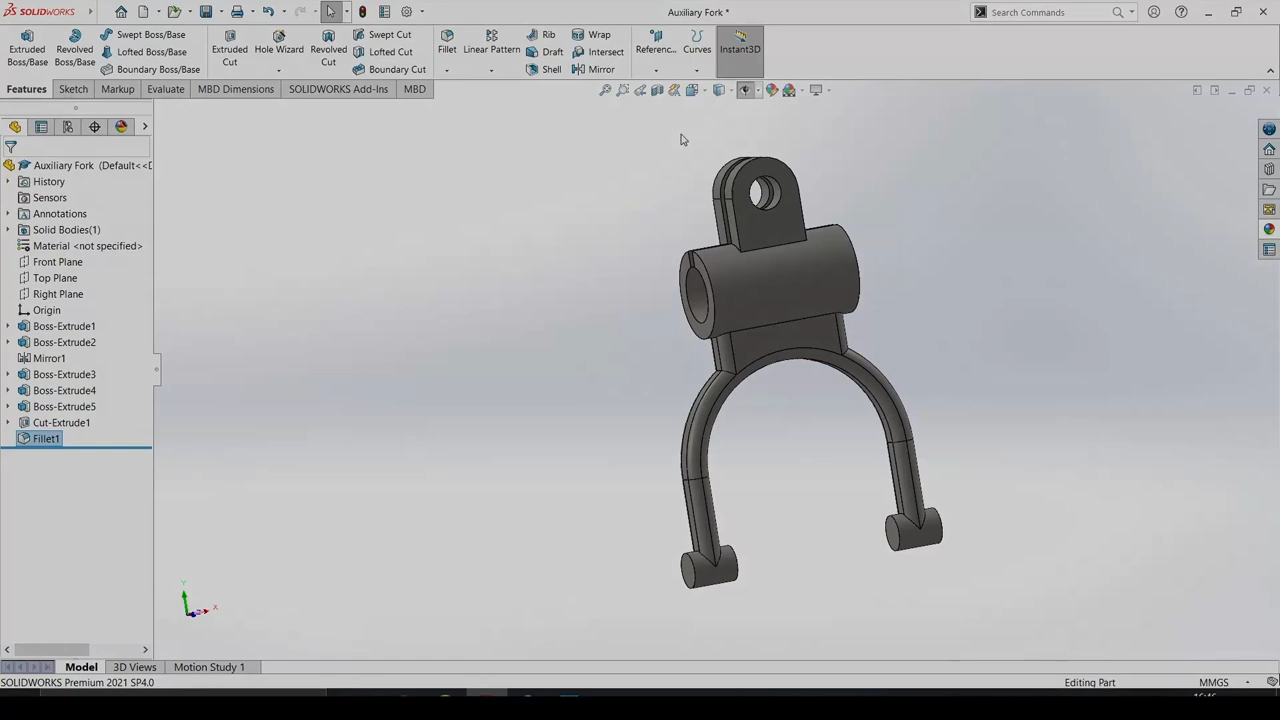 SOLIDWORKS
Auxiliary Fork *
Search Commands
Extruded Boss/Base
Revolved Boss/Base
Swept Boss/Base
Lofted Boss/Base
Boundary Boss/Base
Extruded Cut
Hole Wizard
Revolved Cut
Swept Cut
Lofted Cut
Boundary Cut
Fillet
Linear Pattern
Rib
Draft
Shell
Wrap
Intersect
Mirror
Referenc...
Curves
Instant3D
Features
Sketch
Markup
Evaluate
MBD Dimensions
SOLIDWORKS Add-Ins
MBD
Auxiliary Fork (Default<<D
History
Sensors
Annotations
Solid Bodies(1)
Material <not specified>
Front Plane
Top Plane
Right Plane
Origin
Boss-Extrude1
Boss-Extrude2
Mirror1
Boss-Extrude3
Boss-Extrude4
Boss-Extrude5
Cut-Extrude1
Fillet1
Y
X
Model
3D Views
Motion Study 1
SOLIDWORKS Premium 2021 SP4.0
Editing Part
MMGS